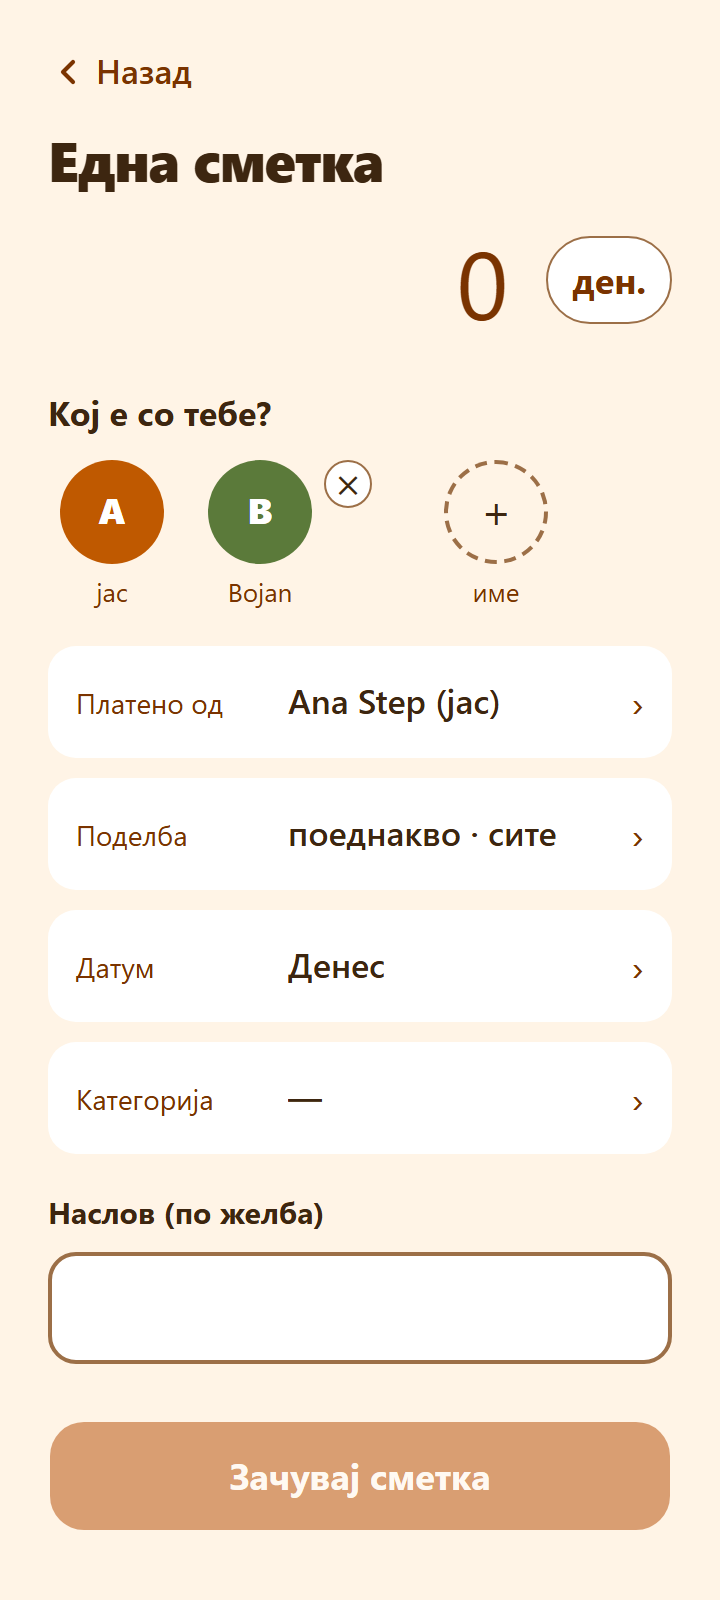 Назад
Една сметка
0 ден.
Кој е со тебе?
A B × +
јас Bojan име
Платено од Ana Step (јас) ›
Поделба поеднакво · сите ›
Датум Денес ›
Категорија — ›
Наслов (по желба)
Зачувај сметка